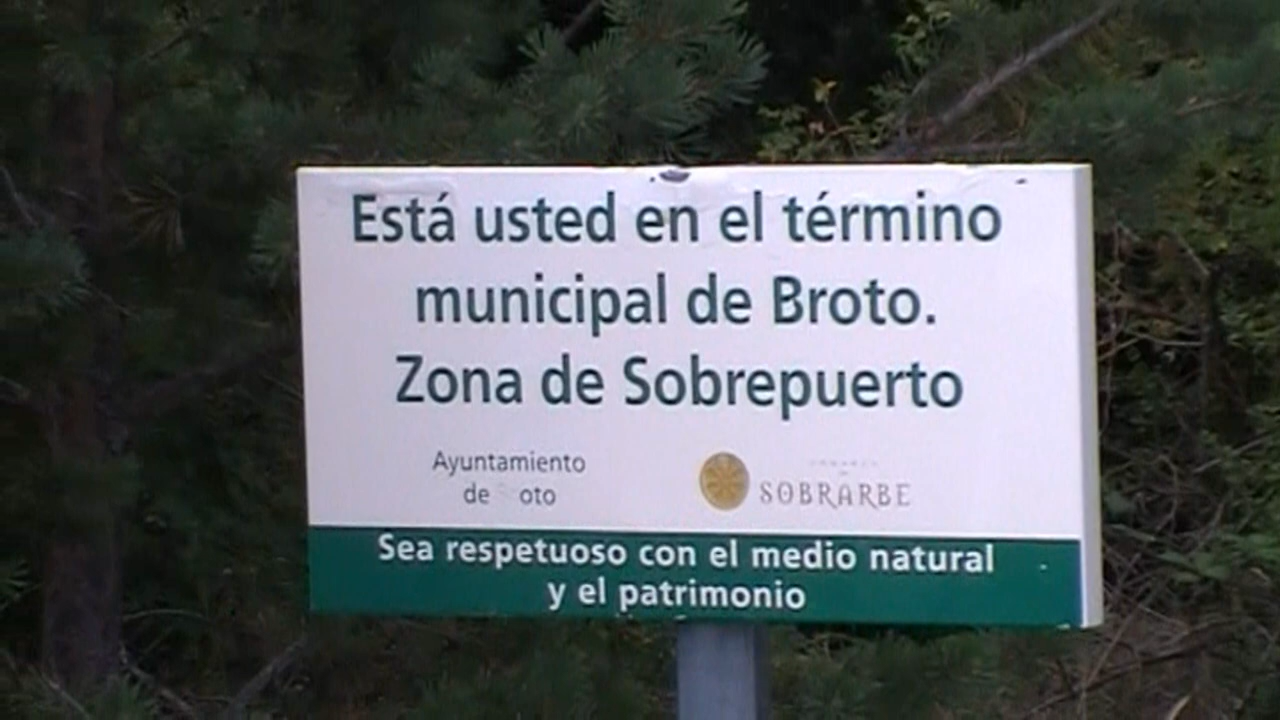 Está usted en el término
municipal de Broto.
Zona de Sobrepuerto
Ayuntamiento
de oto
SOBRARBE
Sea respetuoso con el medio natural
y el patrimonio